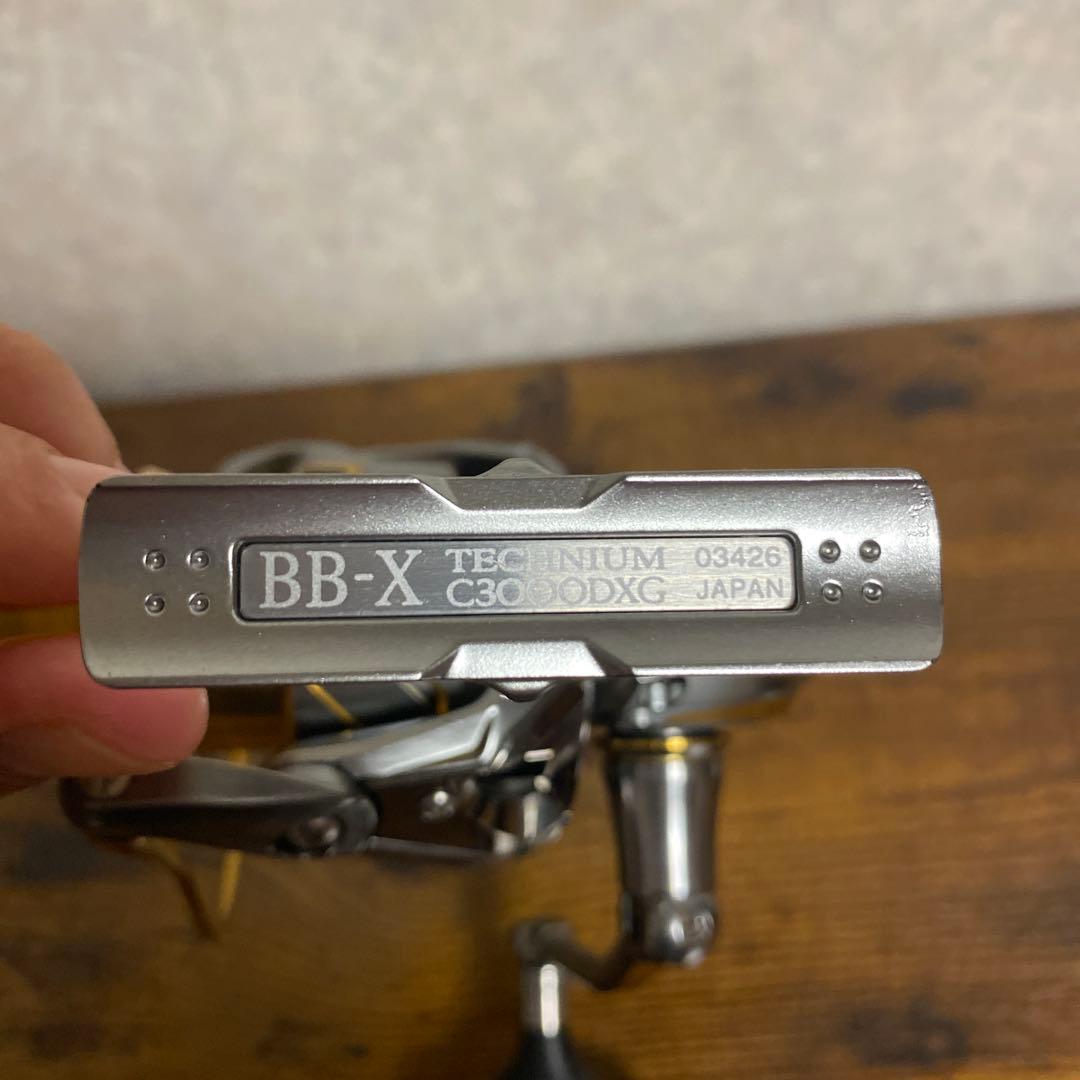 BB-X TECHNIUM 03426
C3000DXG JAPAN